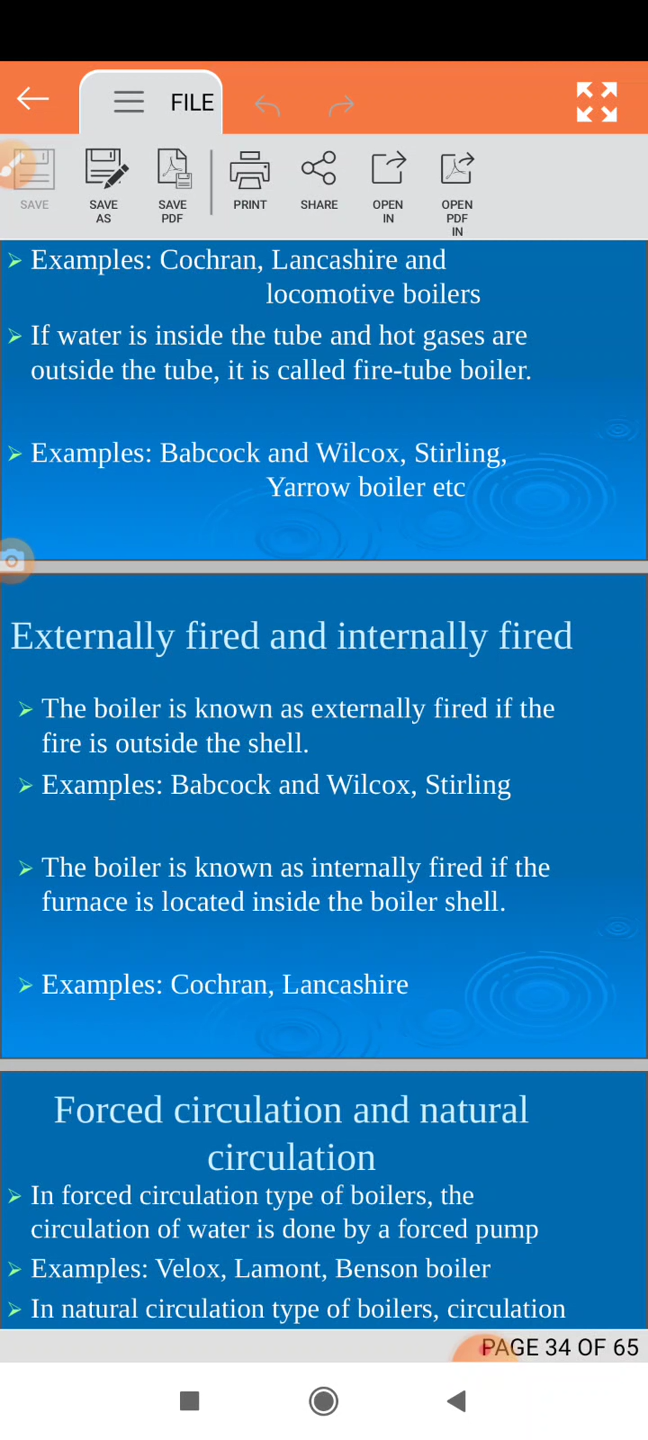 FILE
SAVE
SAVE AS
SAVE PDF
PRINT
SHARE
OPEN IN
OPEN PDF IN
➢ Examples: Cochran, Lancashire and
locomotive boilers
➢ If water is inside the tube and hot gases are
outside the tube, it is called fire-tube boiler.
➢ Examples: Babcock and Wilcox, Stirling,
Yarrow boiler etc
Externally fired and internally fired
➢ The boiler is known as externally fired if the
fire is outside the shell.
➢ Examples: Babcock and Wilcox, Stirling
➢ The boiler is known as internally fired if the
furnace is located inside the boiler shell.
➢ Examples: Cochran, Lancashire
Forced circulation and natural
circulation
➢ In forced circulation type of boilers, the
circulation of water is done by a forced pump
➢ Examples: Velox, Lamont, Benson boiler
➢ In natural circulation type of boilers, circulation
PAGE 34 OF 65